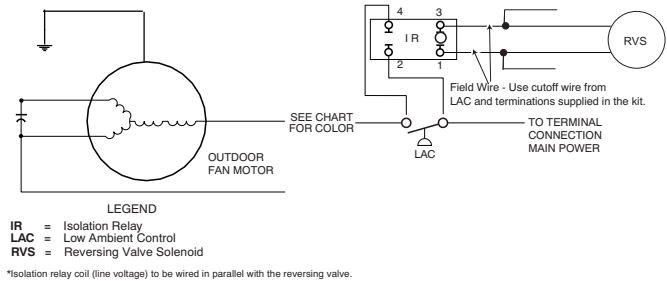 4
3
IR
2
1
RVS
Field Wire - Use cutoff wire from
LAC and terminations supplied in the kit.
SEE CHART
FOR COLOR
TO TERMINAL
CONNECTION
MAIN POWER
LAC
OUTDOOR
FAN MOTOR
LEGEND
IR = Isolation Relay
LAC = Low Ambient Control
RVS = Reversing Valve Solenoid
*Isolation relay coil (line voltage) to be wired in parallel with the reversing valve.